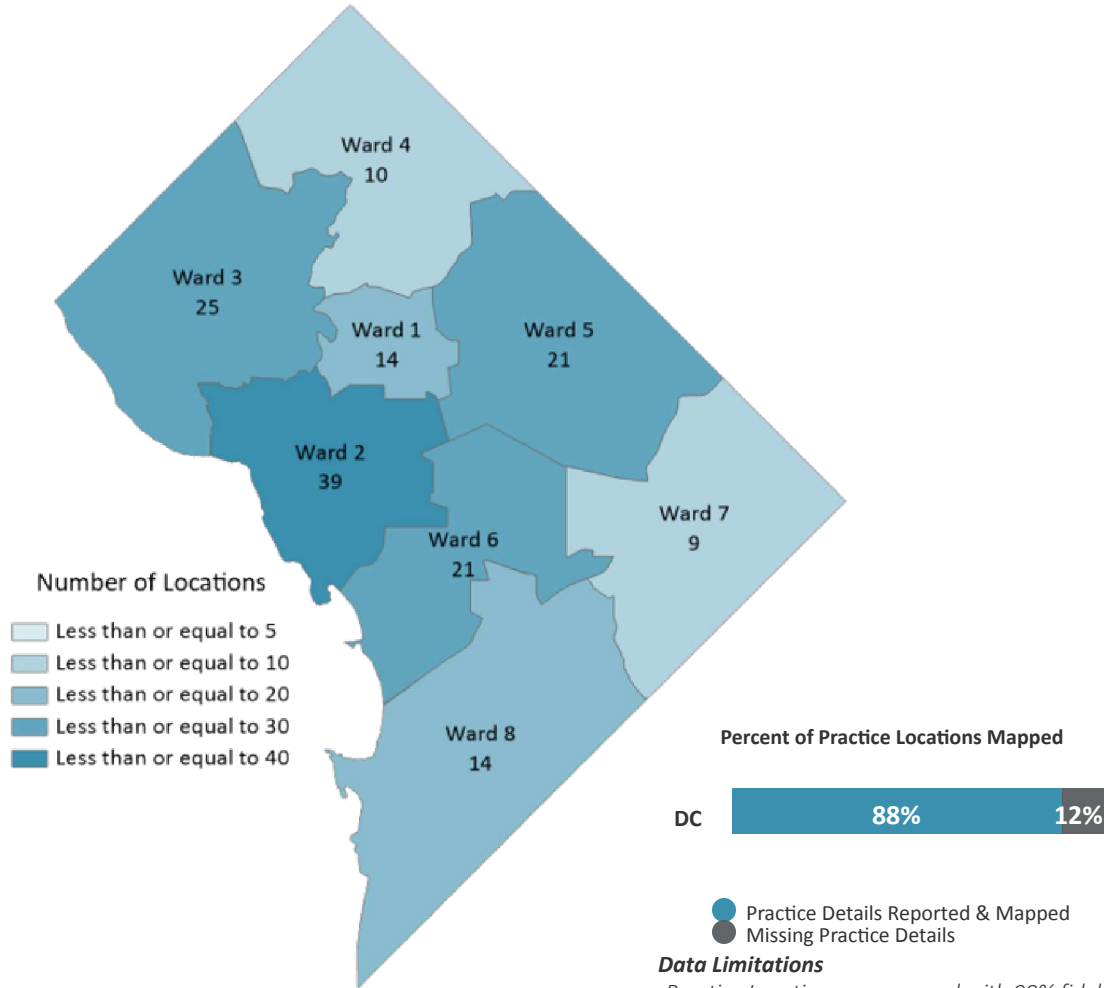 Ward 4
10
Ward 3
25
Ward 1
14
Ward 5
21
Ward 2
39
Ward 7
9
Ward 6
21
Ward 8
14
Number of Locations
Less than or equal to 5
Less than or equal to 10
Less than or equal to 20
Less than or equal to 30
Less than or equal to 40
Percent of Practice Locations Mapped
DC
88%
12%
Practice Details Reported & Mapped
Missing Practice Details
Data Limitations